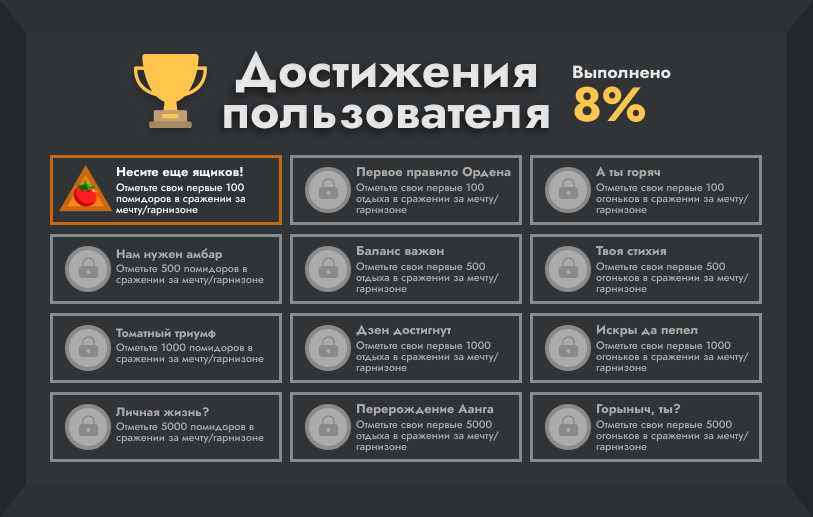 Достижения
пользователя
Выполнено
8%
Несите еще ящиков!
Отметьте свои первые 100
помидоров в сражении за
мечту/гарнизоне
Первое правило Ордена
Отметьте свои первые 100
отдыха в сражении за мечту/
гарнизоне
А ты горяч
Отметьте свои первые 100
огоньков в сражении за мечту/
гарнизоне
Нам нужен амбар
Отметьте 500 помидоров в
сражении за мечту/гарнизоне
Баланс важен
Отметьте свои первые 500
отдыха в сражении за мечту/
гарнизоне
Твоя стихия
Отметьте свои первые 500
огоньков в сражении за мечту/
гарнизоне
Томатный триумф
Отметьте 1000 помидоров в
сражении за мечту/гарнизоне
Дзен достигнут
Отметьте свои первые 1000
отдыха в сражении за мечту/
гарнизоне
Искры да пепел
Отметьте свои первые 1000
огоньков в сражении за мечту/
гарнизоне
Личная жизнь?
Отметьте 5000 помидоров в
сражении за мечту/гарнизоне
Перерождение Аанга
Отметьте свои первые 5000
отдыха в сражении за мечту/
гарнизоне
Горыныч, ты?
Отметьте свои первые 5000
огоньков в сражении за мечту/
гарнизоне